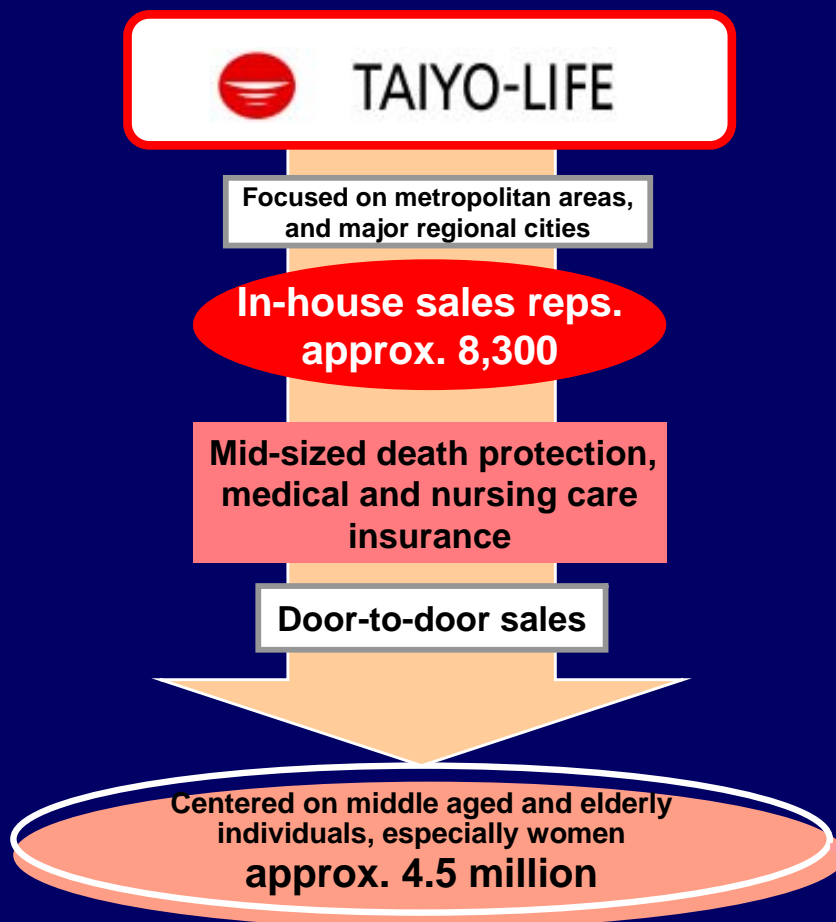 TAIYO-LIFE
Focused on metropolitan areas,
and major regional cities
In-house sales reps.
approx. 8,300
Mid-sized death protection,
medical and nursing care
insurance
Door-to-door sales
Centered on middle aged and elderly
individuals, especially women
approx. 4.5 million